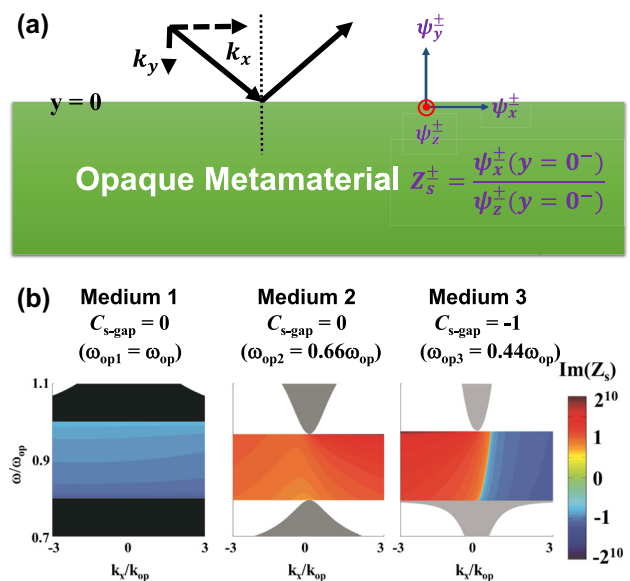 (a)
k_y
k_x
ψ_y^±
y = 0
ψ_x^±
ψ_z^±
Opaque Metamaterial
Z_s^± = ψ_x^±(y = 0⁻) / ψ_z^±(y = 0⁻)
(b)
Medium 1
C_s-gap = 0
(ω_op1 = ω_op)
Medium 2
C_s-gap = 0
(ω_op2 = 0.66ω_op)
Medium 3
C_s-gap = -1
(ω_op3 = 0.44ω_op)
Im(Z_s)
ω/ω_op
1.1
0.9
0.7
-3 0 3
k_x/k_op
-3 0 3
k_x/k_op
-3 0 3
k_x/k_op
2^10
1
0
-1
-2^10